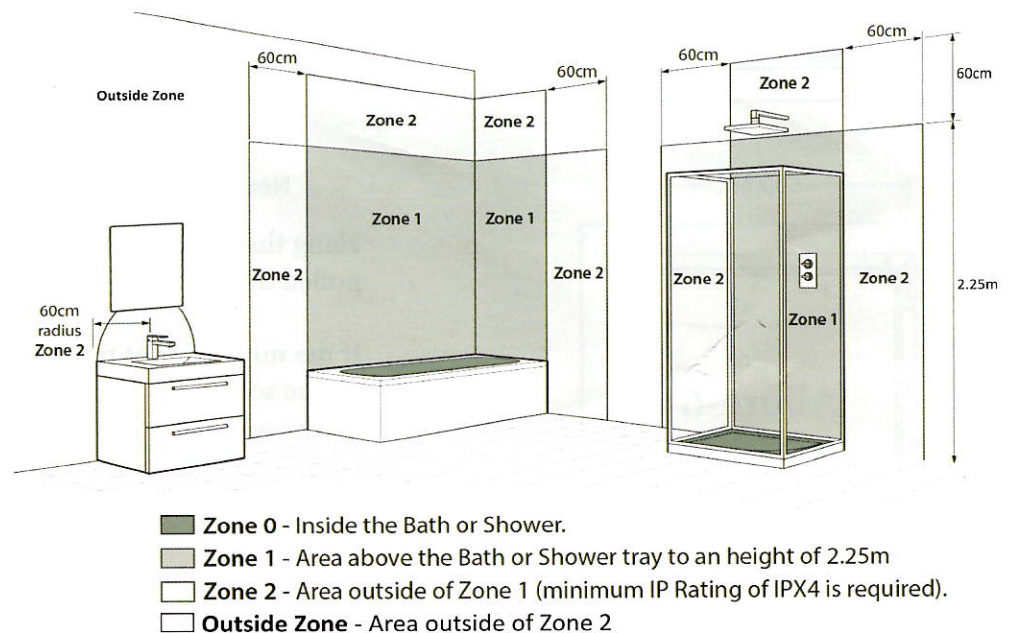 60cm
60cm
60cm
60cm
60cm
Outside Zone
Zone 2
Zone 2
Zone 2
Zone 1
Zone 1
Zone 2
Zone 2
Zone 2
Zone 2
2.25m
60cm
radius
Zone 2
Zone 1
Zone 0 - Inside the Bath or Shower.
Zone 1 - Area above the Bath or Shower tray to an height of 2.25m
Zone 2 - Area outside of Zone 1 (minimum IP Rating of IPX4 is required).
Outside Zone - Area outside of Zone 2